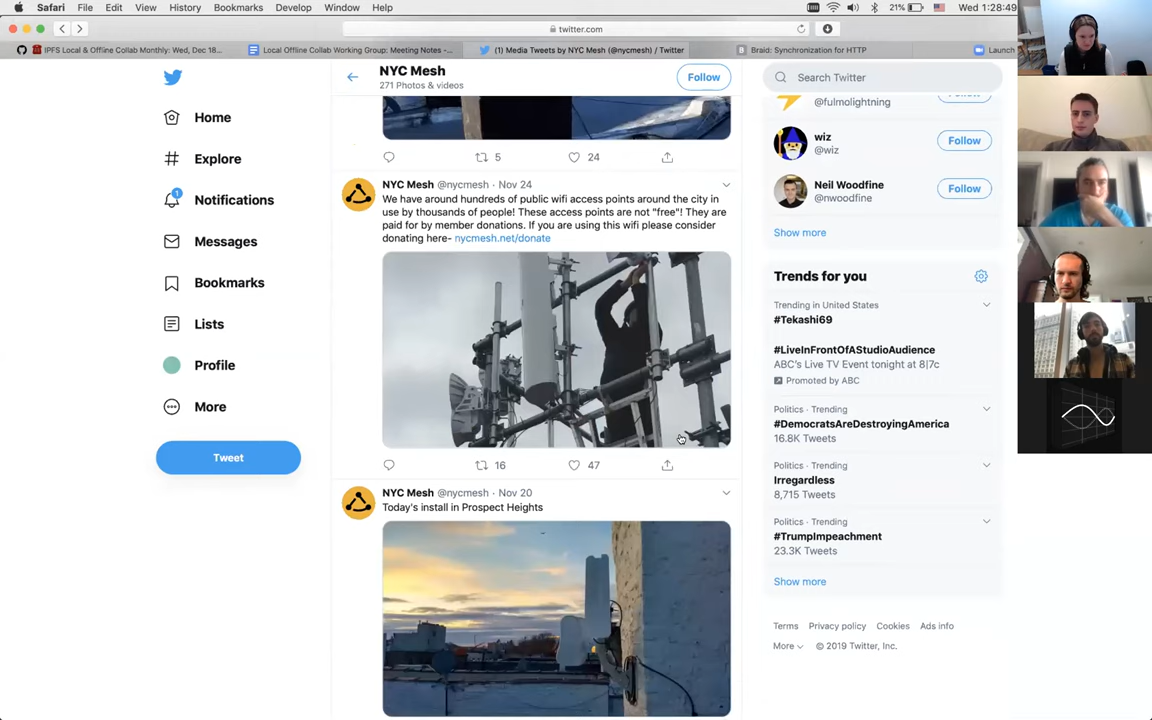 Safari File Edit View History Bookmarks Develop Window Help 21% Wed 1:28:49
twitter.com
IPFS Local & Offline Collab Monthly: Wed, Dec 18... Local Offline Collab Working Group: Meeting Notes -... (1) Media Tweets by NYC Mesh (@nycmesh) / Twitter Braid: Synchronization for HTTP Launch
NYC Mesh
271 Photos & videos
Follow
Search Twitter
Home
Explore
1
Notifications
Messages
Bookmarks
Lists
Profile
More
Tweet
5 24
NYC Mesh @nycmesh · Nov 24
We have around hundreds of public wifi access points around the city in
use by thousands of people! These access points are not "free"! They are
paid for by member donations. If you are using this wifi please consider
donating here- nycmesh.net/donate
16 47
NYC Mesh @nycmesh · Nov 20
Today's install in Prospect Heights
@fulmolightning
wiz
@wiz
Follow
Neil Woodfine
@nwoodfine
Follow
Show more
Trends for you
Trending in United States
#Tekashi69
#LiveInFrontOfAStudioAudience
ABC's Live TV Event tonight at 8|7c
Promoted by ABC
Politics · Trending
#DemocratsAreDestroyingAmerica
16.8K Tweets
Politics · Trending
Irregardless
8,715 Tweets
Politics · Trending
#TrumpImpeachment
23.3K Tweets
Show more
Terms Privacy policy Cookies Ads info
More © 2019 Twitter, Inc.